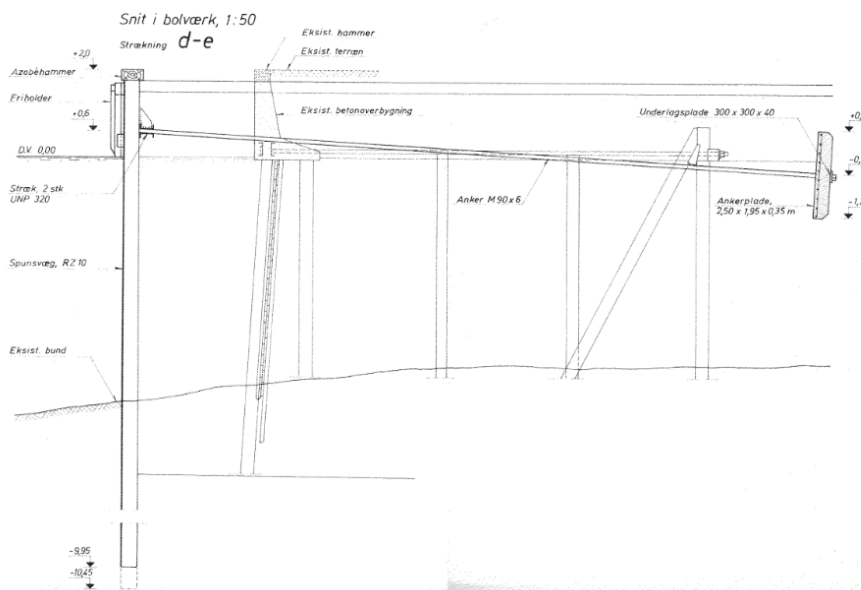 Snit i bolværk, 1:50
Strækning d-e
+2,0
Azobéhammer
Friholder
+0,6
D.V. 0,00
Stræk, 2 stk
UNP 320
Spunsvæg, RZ 10
Eksist. bund
-9,95
-10,45
Eksist. hammer
Eksist. terræn
Eksist. betonoverbygning
Anker M 90 x 6
Underlagsplade 300 x 300 x 40
Ankerplade,
2,50 x 1,95 x 0,35 m